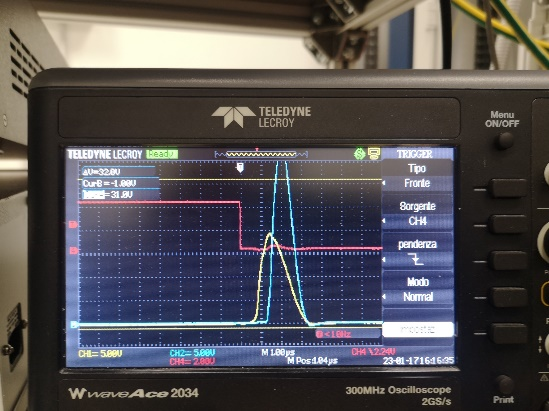 TELEDYNE
LECROY
Menu
ON/OFF
TELEDYNE LECROY Ready
TRIGGER
ΔV=32.0V
CurB=-1.00V
=31.0V
Tipo
Fronte
Sorgente
CH4
pendenza
Modo
Normal
<10Hz
CH1= 5.00V
CH2= 5.00V
M 1.00µs
CH4 2.24V
CH4= 2.00V
M Pos:1.04µs
23-01-17 16:16:35
WaveAce 2034
300MHz Oscilloscope
2GS/s
Print